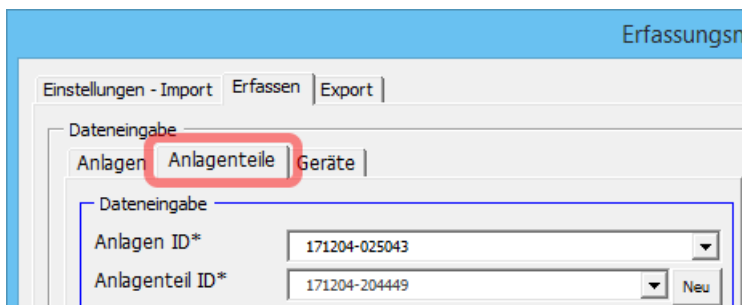 Erfassungsm
Einstellungen - Import Erfassen Export
Dateneingabe
Anlagen Anlagenteile Geräte
Dateneingabe
Anlagen ID* 171204-025043
Anlagenteil ID* 171204-204449 Neu